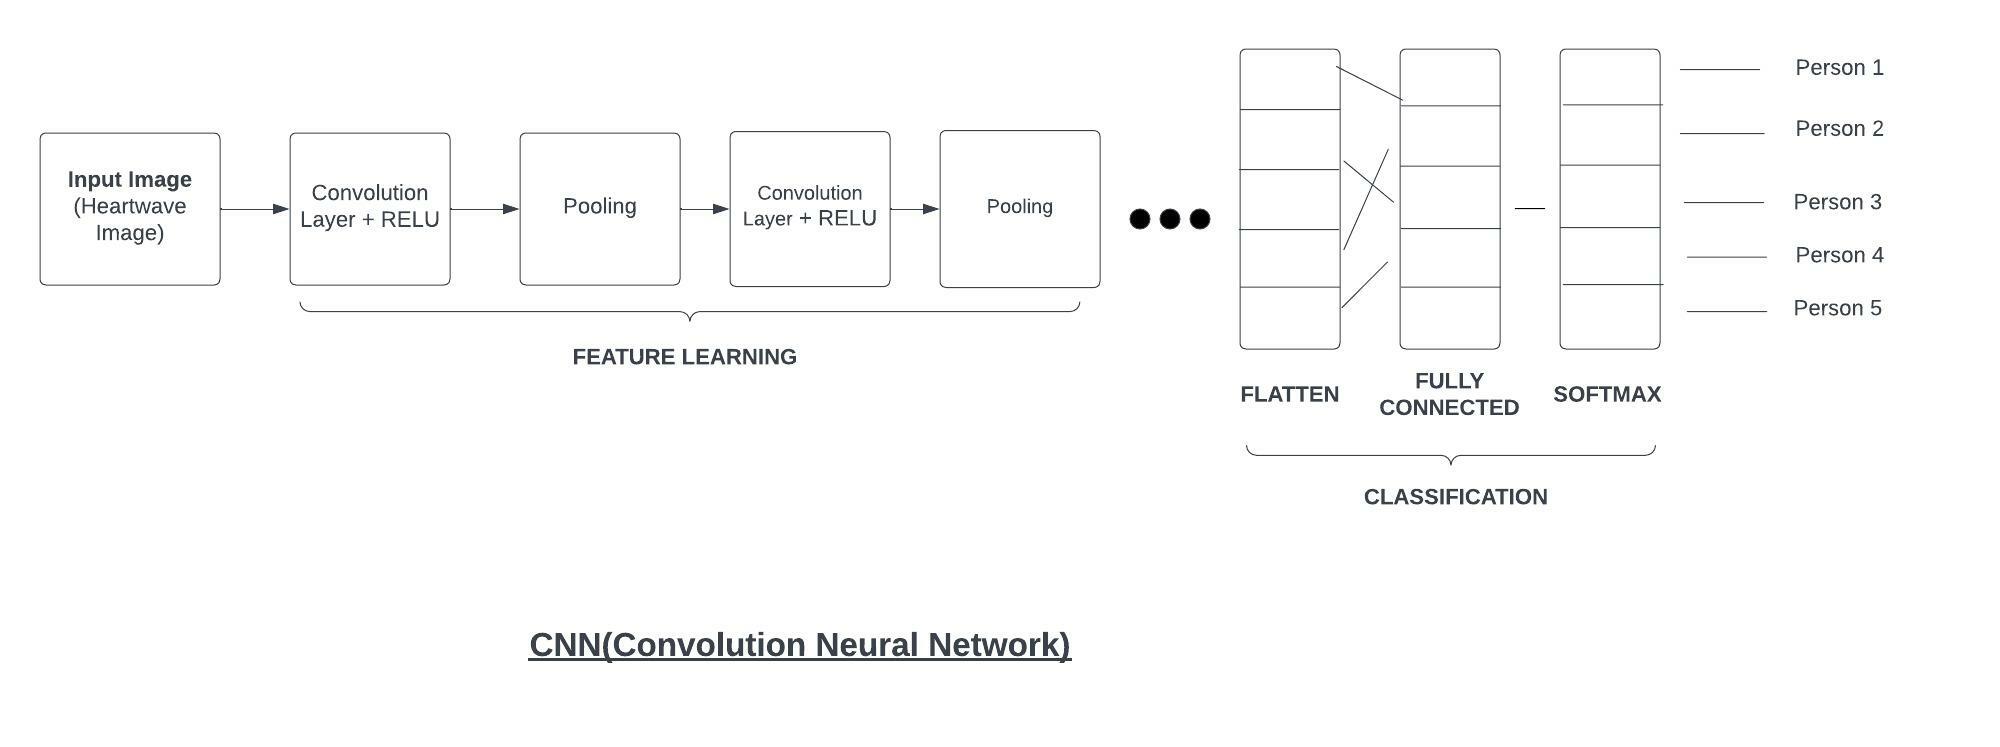 Input Image
(Heartwave
Image)
Convolution
Layer + RELU
Pooling
Convolution
Layer + RELU
Pooling
FEATURE LEARNING
Person 1
Person 2
Person 3
Person 4
Person 5
FLATTEN
FULLY
CONNECTED
SOFTMAX
CLASSIFICATION
CNN(Convolution Neural Network)